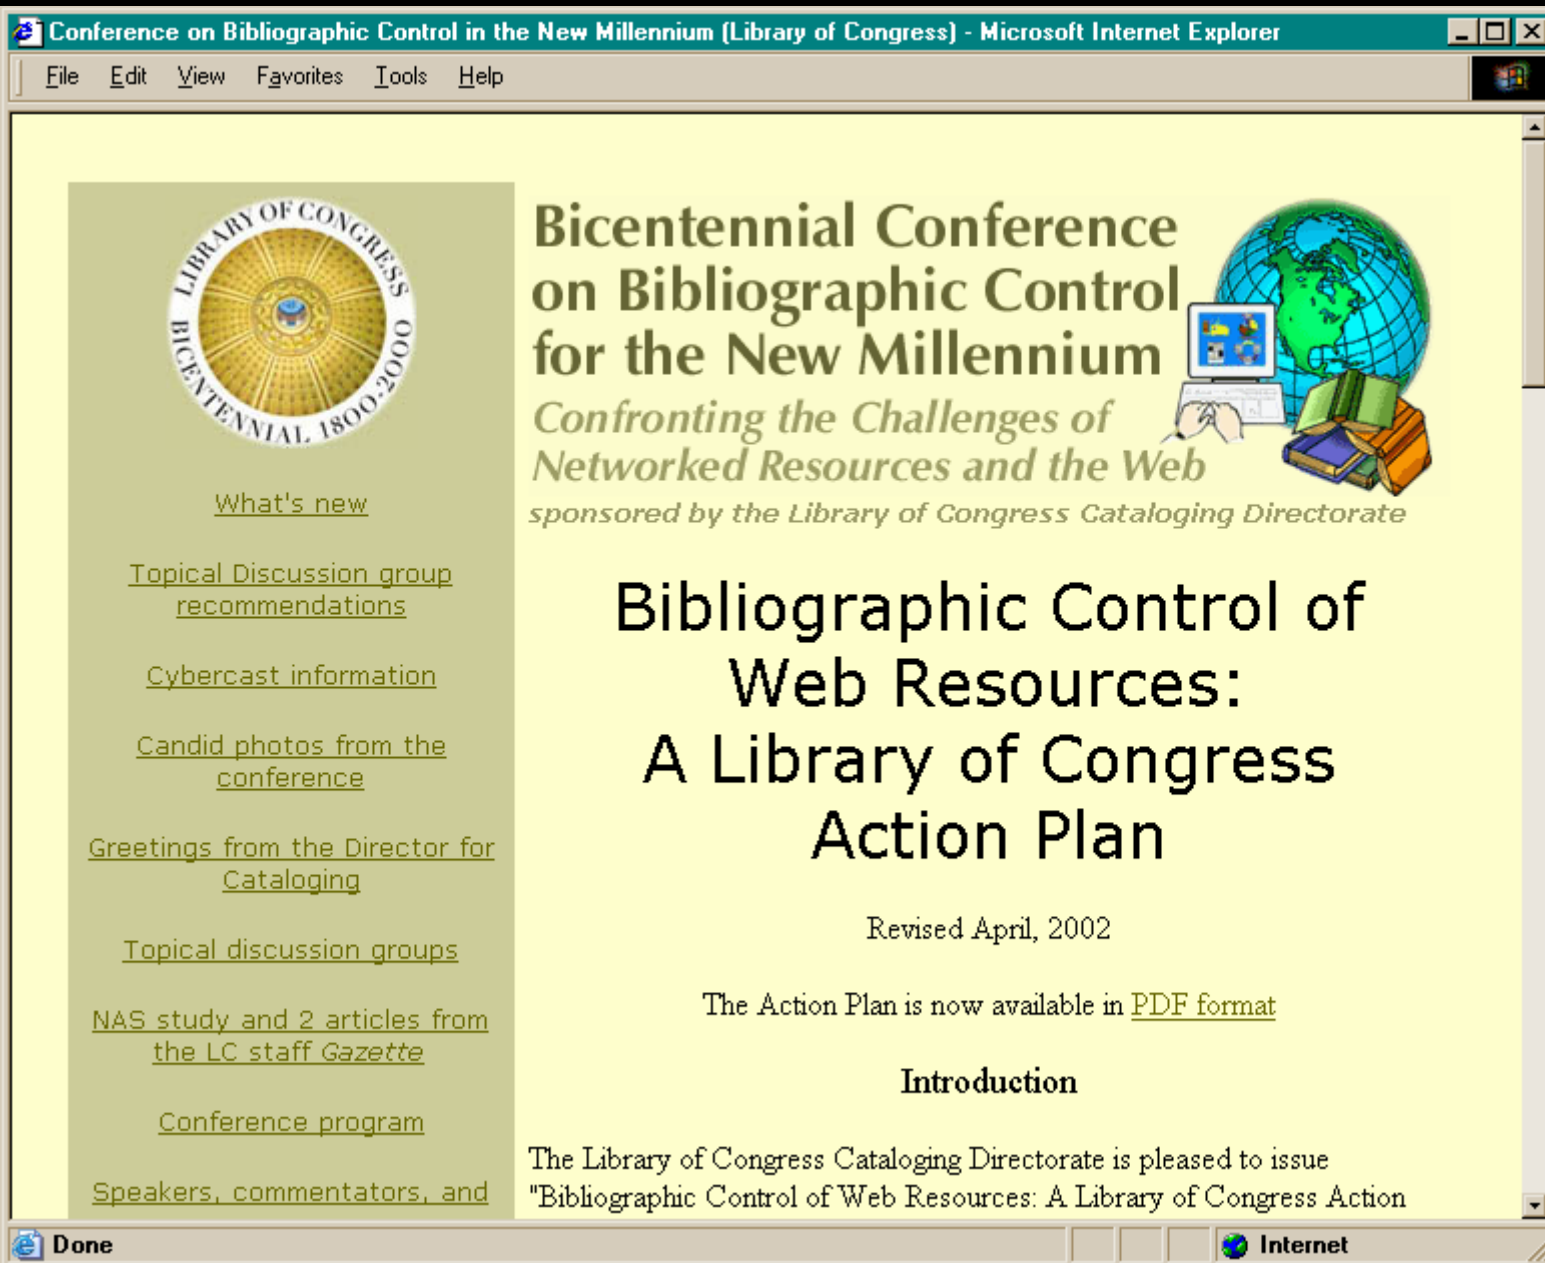 Conference on Bibliographic Control in the New Millennium (Library of Congress) - Microsoft Internet Explorer
File Edit View Favorites Tools Help
LIBRARY OF CONGRESS
BICENTENNIAL 1800-2000
What's new
Topical Discussion group
recommendations
Cybercast information
Candid photos from the
conference
Greetings from the Director for
Cataloging
Topical discussion groups
NAS study and 2 articles from
the LC staff Gazette
Conference program
Speakers, commentators, and
Bicentennial Conference
on Bibliographic Control
for the New Millennium
Confronting the Challenges of
Networked Resources and the Web
sponsored by the Library of Congress Cataloging Directorate
Bibliographic Control of
Web Resources:
A Library of Congress
Action Plan
Revised April, 2002
The Action Plan is now available in PDF format
Introduction
The Library of Congress Cataloging Directorate is pleased to issue
"Bibliographic Control of Web Resources: A Library of Congress Action
Done
Internet